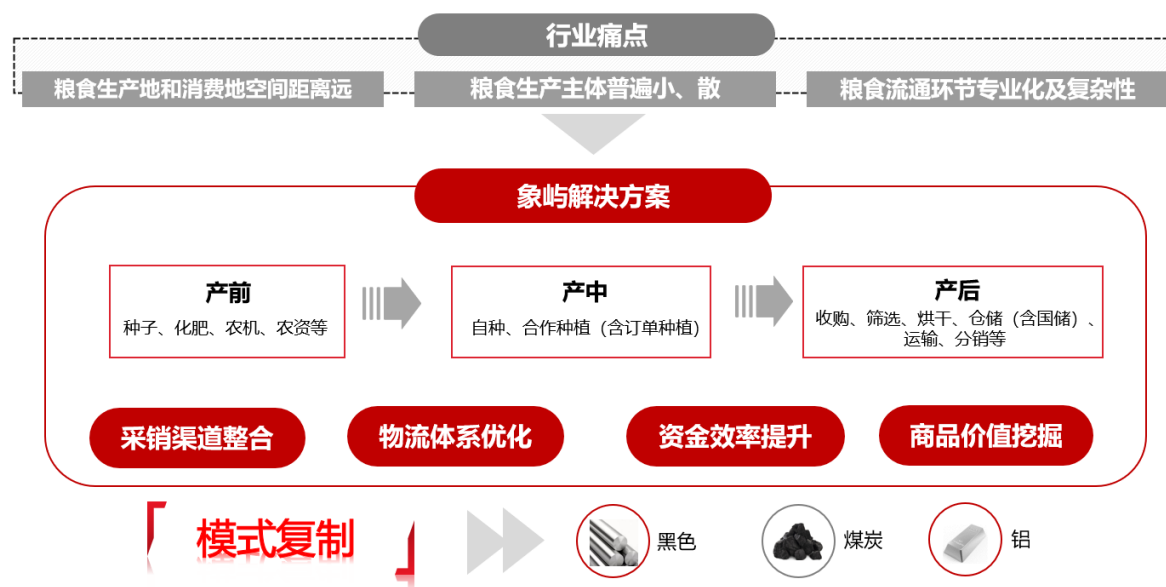 行业痛点
粮食生产地和消费地空间距离远
粮食生产主体普遍小、散
粮食流通环节专业化及复杂性
象屿解决方案
产前
种子、化肥、农机、农资等
产中
自种、合作种植（含订单种植）
产后
收购、筛选、烘干、仓储（含国储）、
运输、分销等
采销渠道整合
物流体系优化
资金效率提升
商品价值挖掘
模式复制
黑色
煤炭
铝